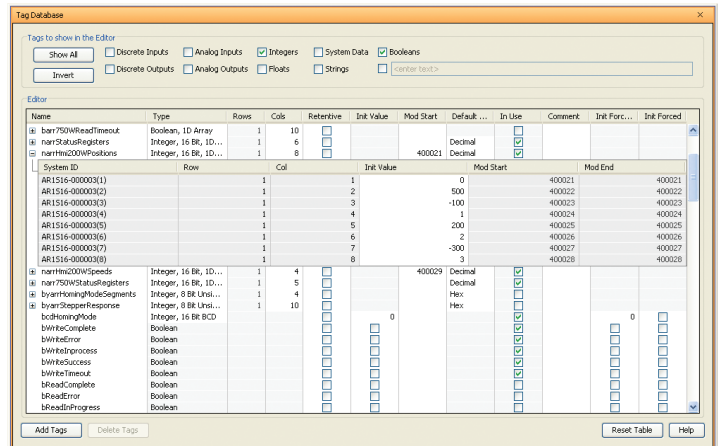 Tag Database
Tags to show in the Editor
Show All Discrete Inputs Analog Inputs Integers System Data Booleans
Invert Discrete Outputs Analog Outputs Floats Strings <enter text>
Editor
Name Type Rows Cols Retentive Init Value Mod Start Default ... In Use Comment Init Forc... Init Forced
barr750WReadTimeout Boolean, 1D Array 1 10
narrStatusRegisters Integer, 16 Bit, 1D... 1 6 Decimal
narrHmi200WPositions Integer, 16 Bit, 1D... 1 8 400021 Decimal
System ID Row Col Init Value Mod Start Mod End
AR1S16-000003(1) 1 1 0 400021 400021
AR1S16-000003(2) 1 2 500 400022 400022
AR1S16-000003(3) 1 3 -100 400023 400023
AR1S16-000003(4) 1 4 1 400024 400024
AR1S16-000003(5) 1 5 200 400025 400025
AR1S16-000003(6) 1 6 2 400026 400026
AR1S16-000003(7) 1 7 -300 400027 400027
AR1S16-000003(8) 1 8 3 400028 400028
narrHmi200WSpeeds Integer, 16 Bit, 1D... 1 4 400029 Decimal
narr750WStatusRegisters Integer, 16 Bit, 1D... 1 5 Decimal
byarrHomingModeSegments Integer, 8 Bit Unsi... 1 4 Hex
byarrStepperResponse Integer, 8 Bit Unsi... 1 10 Hex
bcdHomingMode Integer, 16 Bit BCD 0 0
bWriteComplete Boolean
bWriteError Boolean
bWriteInprocess Boolean
bWriteSuccess Boolean
bWriteTimeout Boolean
bReadComplete Boolean
bReadError Boolean
bReadInProgress Boolean
Add Tags Delete Tags Reset Table Help